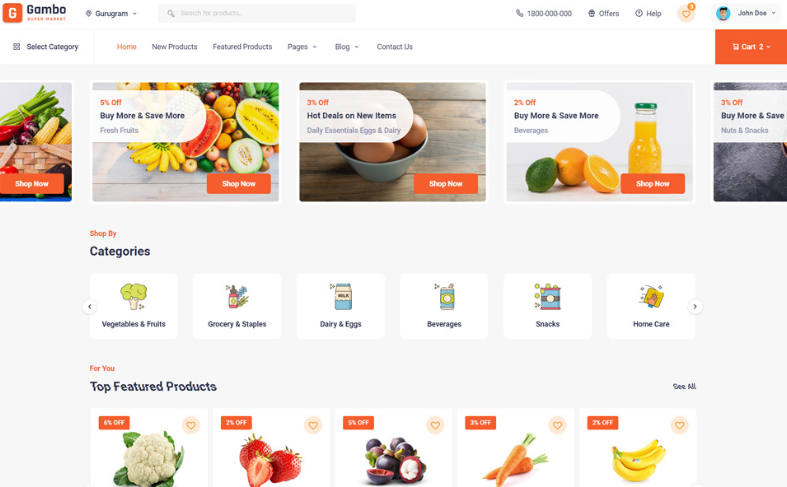 G Gambo
SUPER MARKET
Gurugram
Search for products..
1800-000-000
Offers
Help
3
John Doe
Select Category
Home
New Products
Featured Products
Pages
Blog
Contact Us
Cart 2
5% Off
Buy More & Save More
Fresh Fruits
3% Off
Hot Deals on New Items
Daily Essentials Eggs & Dairy
2% Off
Buy More & Save More
Beverages
3% Off
Buy More & Save
Nuts & Snacks
Shop Now
Shop Now
Shop Now
Shop Now
Shop By
Categories
MILK
Vegetables & Fruits
Grocery & Staples
Dairy & Eggs
Beverages
Snacks
Home Care
For You
Top Featured Products
See All
6% OFF
2% OFF
5% OFF
3% OFF
2% OFF